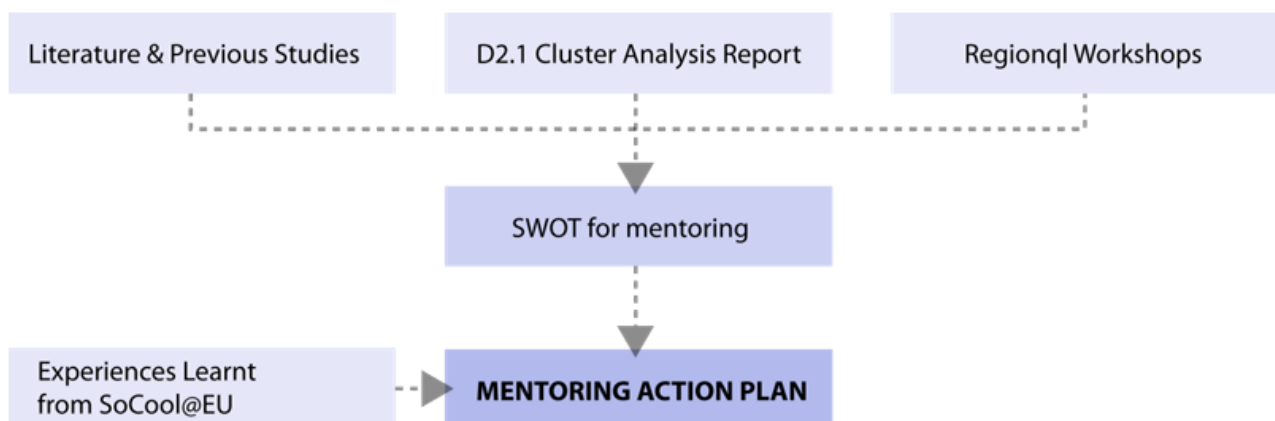 Literature & Previous Studies
D2.1 Cluster Analysis Report
Regionql Workshops
SWOT for mentoring
Experiences Learnt
from SoCool@EU
MENTORING ACTION PLAN